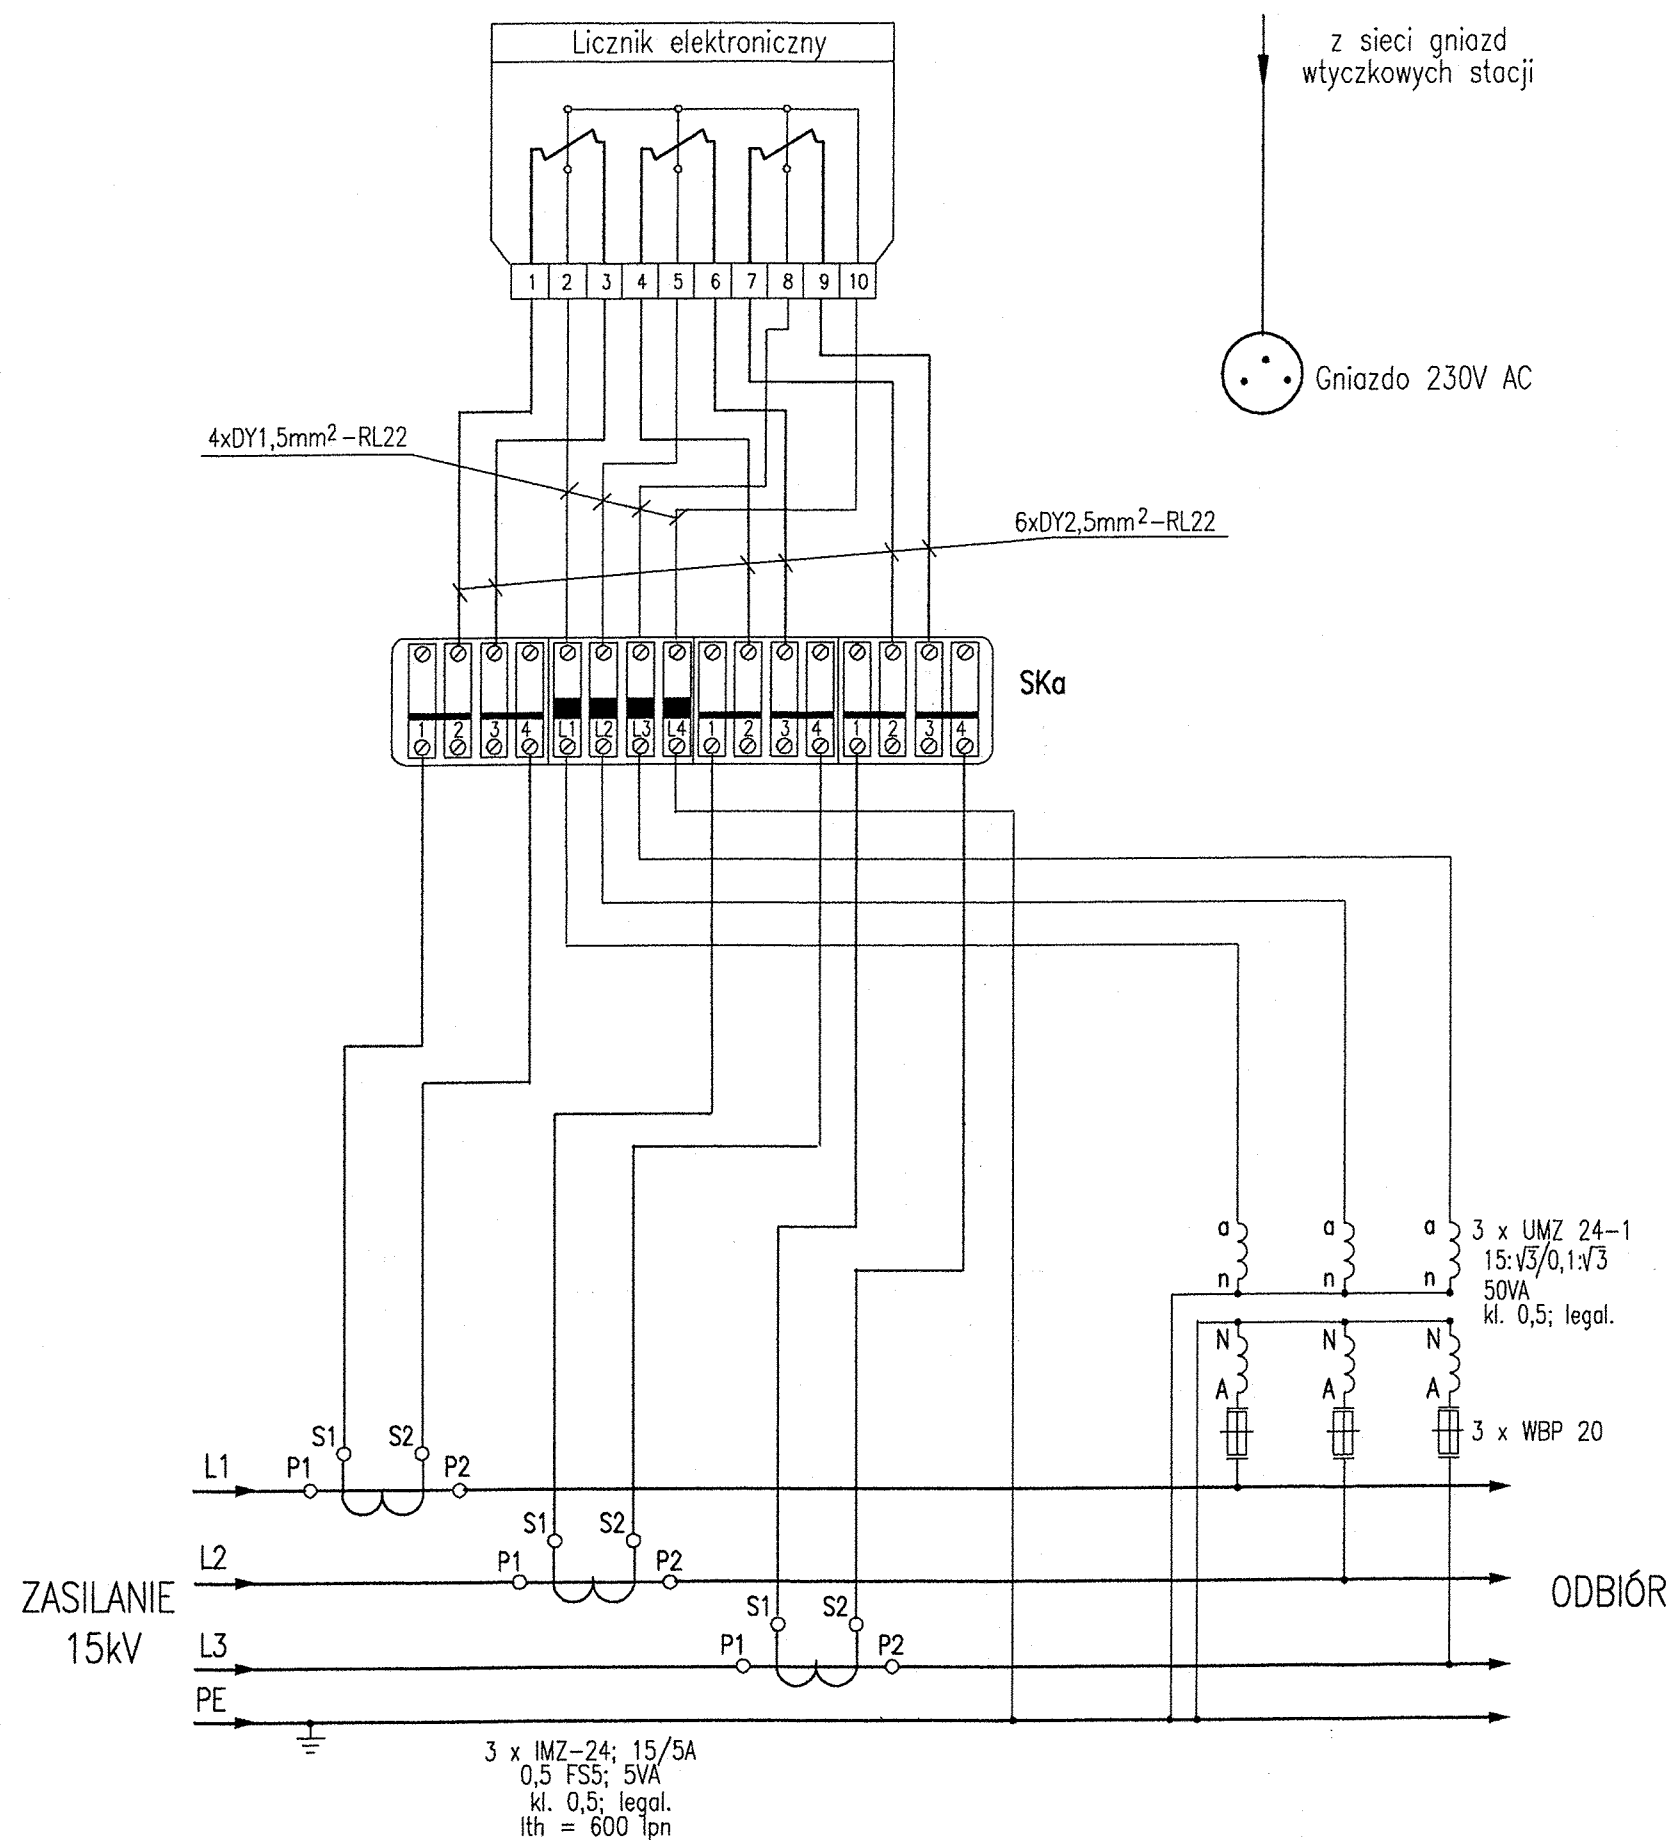 Licznik elektroniczny
z sieci gniazd
wtyczkowych stacji
1 2 3 4 5 6 7 8 9 10
Gniazdo 230V AC
4xDY1,5mm²-RL22
6xDY2,5mm²-RL22
SKa
1 2 3 4 L1 L2 L3 L4 1 2 3 4 1 2 3 4
a a a
n n n
3 x UMZ 24-1
15:√3/0,1:√3
50VA
kl. 0,5; legal.
N N N
A A A
3 x WBP 20
S1 S2
L1 P1 P2
S1 S2
L2 P1 P2
ZASILANIE
15kV
ODBIÓR
S1 S2
L3 P1 P2
PE
3 x IMZ-24; 15/5A
0,5 FS5; 5VA
kl. 0,5; legal.
Ith = 600 Ipn